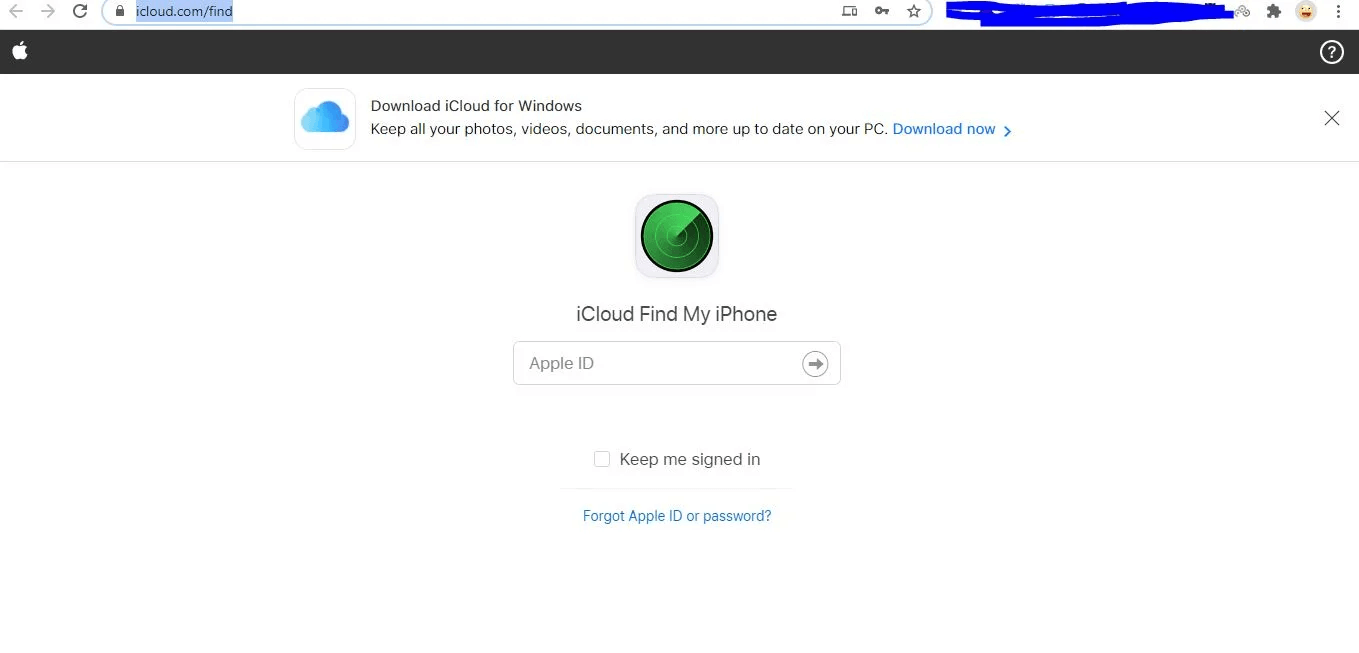 icloud.com/find
Download iCloud for Windows
Keep all your photos, videos, documents, and more up to date on your PC. Download now
iCloud Find My iPhone
Apple ID
Keep me signed in
Forgot Apple ID or password?